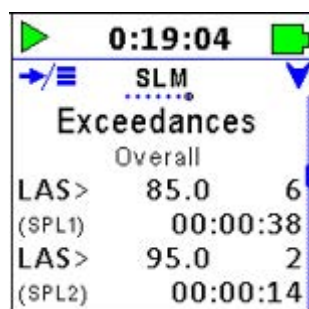 0:19:04
SLM
Exceedances
Overall
LAS> 85.0 6
(SPL1) 00:00:38
LAS> 95.0 2
(SPL2) 00:00:14